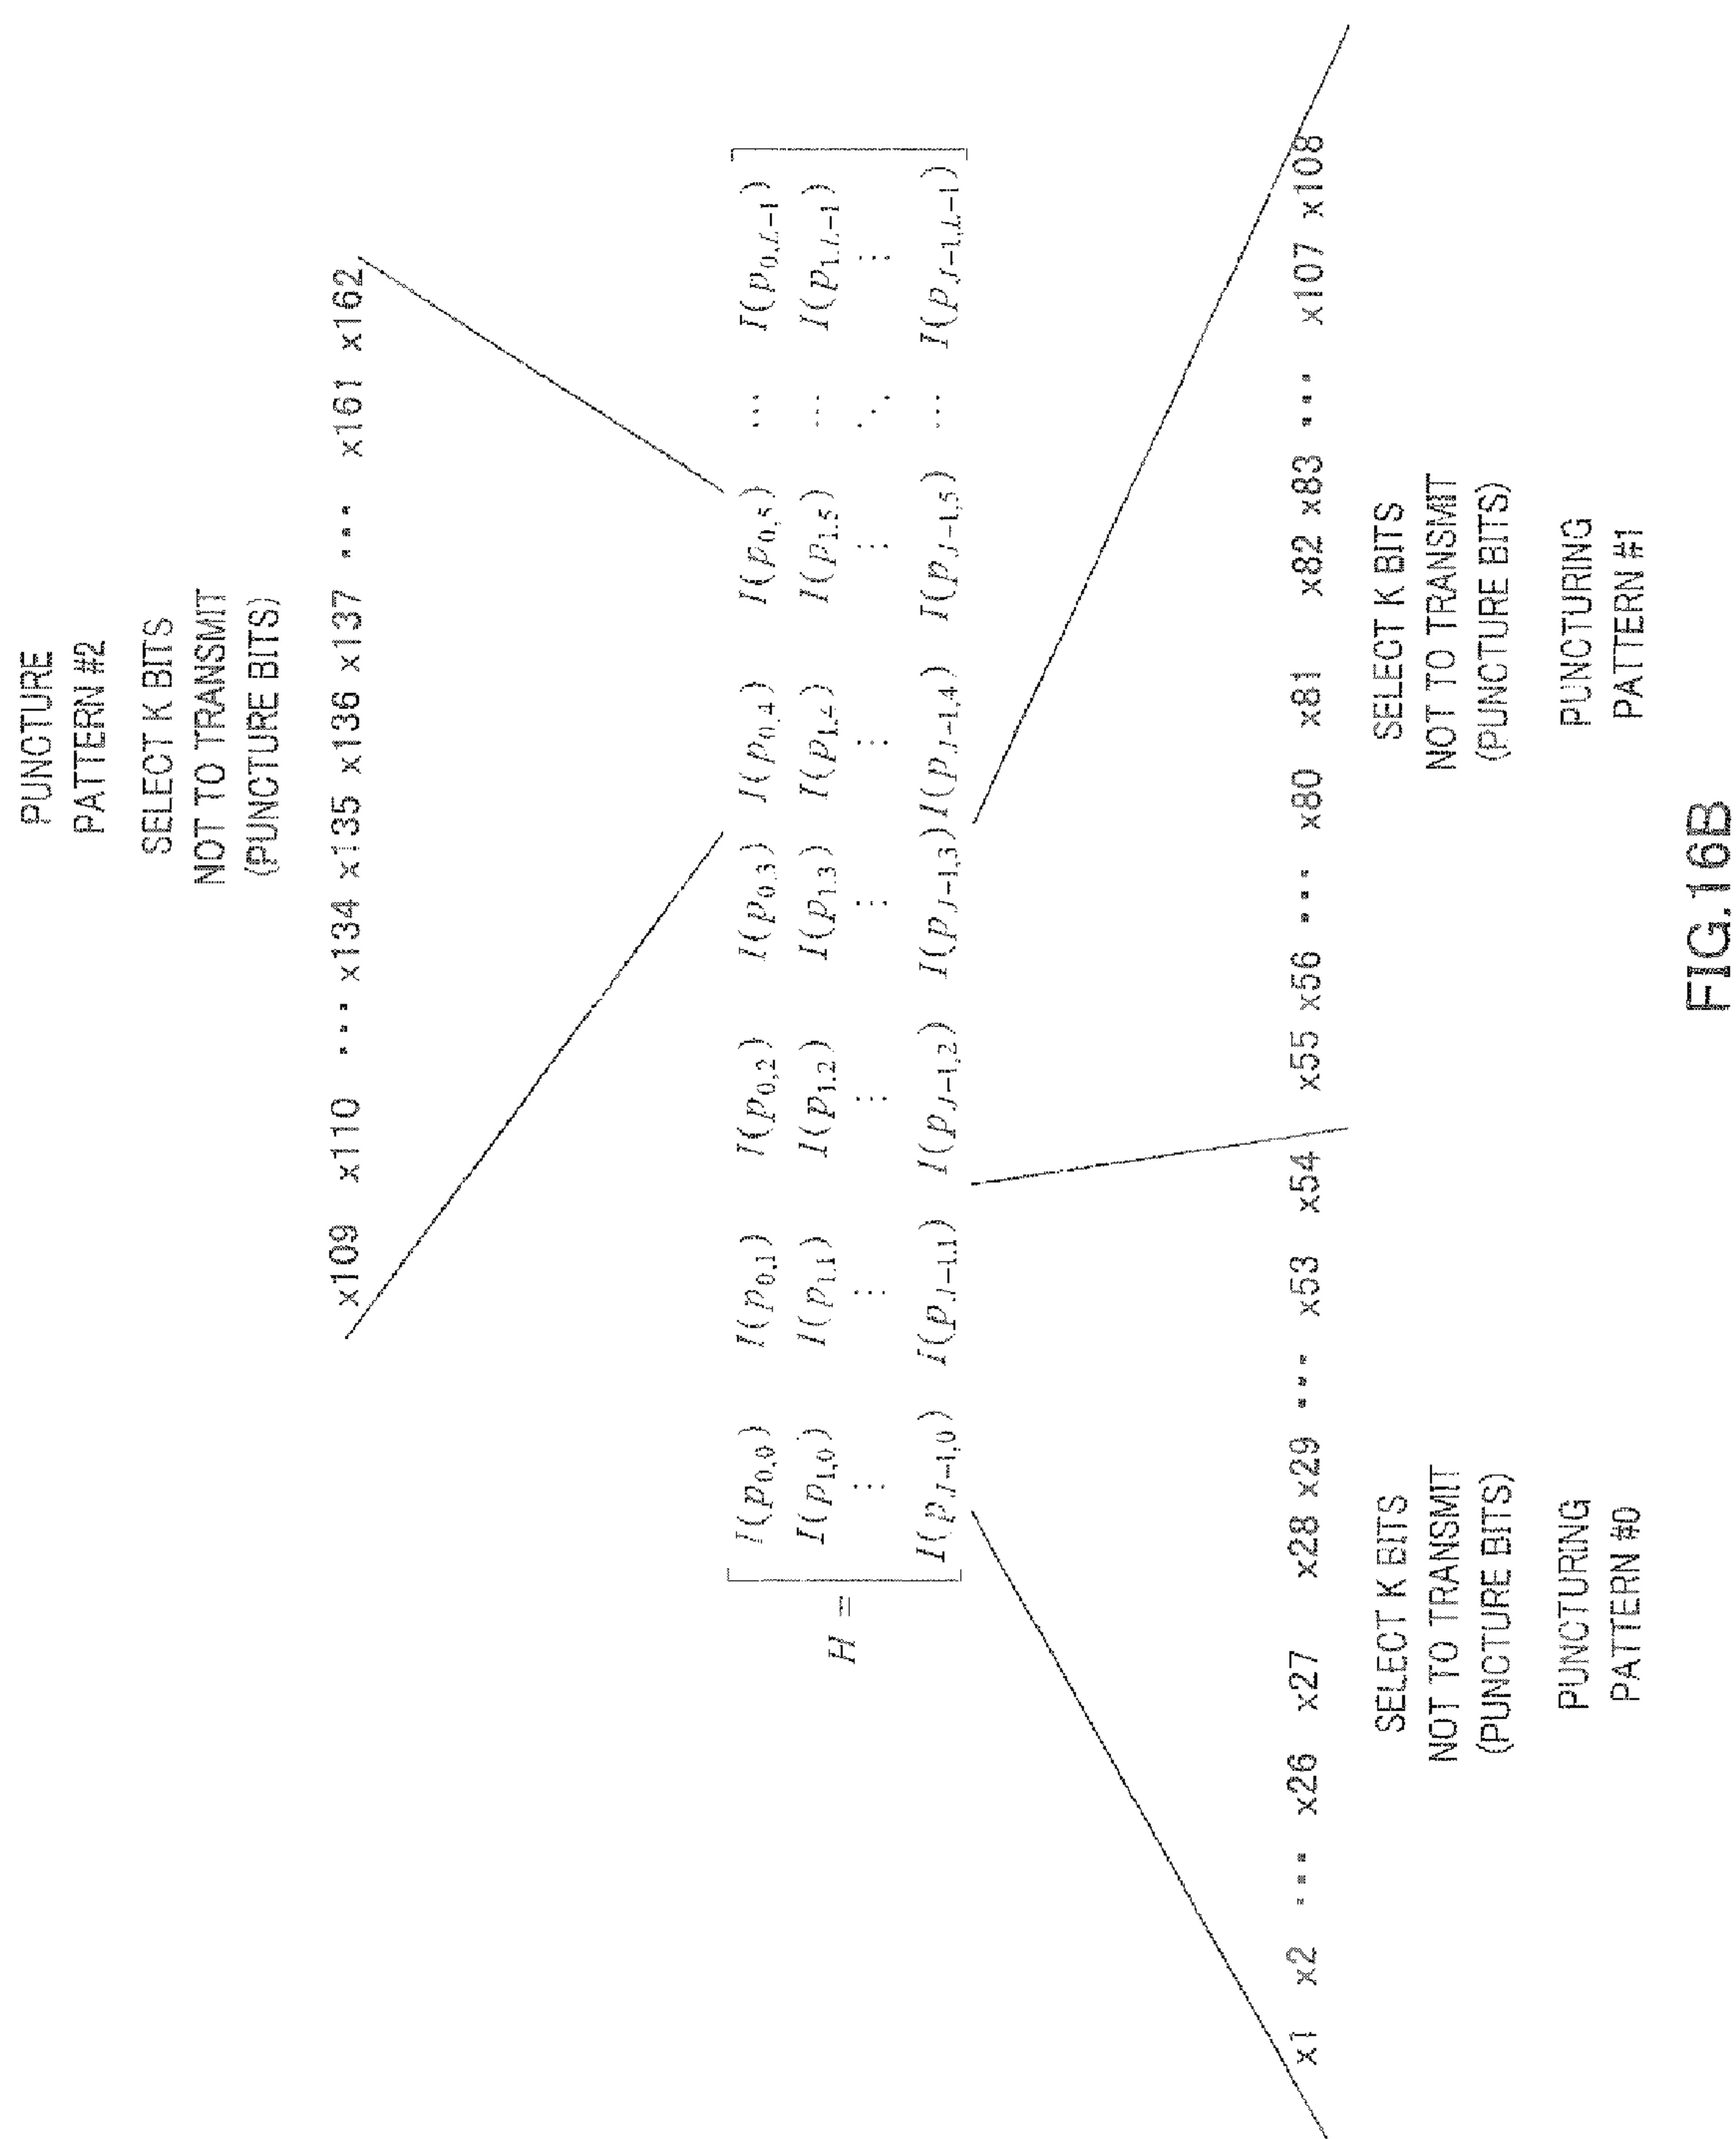 PUNCTURE
PATTERN #2
SELECT K BITS
NOT TO TRANSMIT
(PUNCTURE BITS)
x109 x110 ··· x134 x135 x136 x137 ··· x161 x162
I(p0,0) I(p0,1) I(p0,2) I(p0,3) I(p0,4) I(p0,5) ··· I(p0,L−1)
H = I(p1,0) I(p1,1) I(p1,2) I(p1,3) I(p1,4) I(p1,5) ··· I(p1,L−1)
⋮ ⋮ ⋮ ⋮ ⋮ ⋮ ⋱ ⋮
I(pJ−1,0) I(pJ−1,1) I(pJ−1,2) I(pJ−1,3) I(pJ−1,4) I(pJ−1,5) ··· I(pJ−1,L−1)
x1 x2 ··· x26 x27 x28 x29 ··· x53 x54 x55 x56 ··· x80 x81 x82 x83 ··· x107 x108
SELECT K BITS
NOT TO TRANSMIT
(PUNCTURE BITS)
PUNCTURING
PATTERN #0
SELECT K BITS
NOT TO TRANSMIT
(PUNCTURE BITS)
PUNCTURING
PATTERN #1
FIG.16B